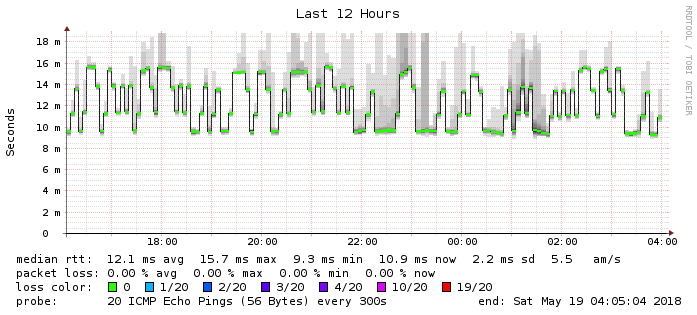 Last 12 Hours
RRDTOOL / TOBI OETIKER
Seconds
18 m
16 m
14 m
12 m
10 m
8 m
6 m
4 m
2 m
0
18:00 20:00 22:00 00:00 02:00 04:00
median rtt: 12.1 ms avg 15.7 ms max 9.3 ms min 10.9 ms now 2.2 ms sd 5.5 am/s
packet loss: 0.00 % avg 0.00 % max 0.00 % min 0.00 % now
loss color: 0 1/20 2/20 3/20 4/20 10/20 19/20
probe: 20 ICMP Echo Pings (56 Bytes) every 300s end: Sat May 19 04:05:04 2018